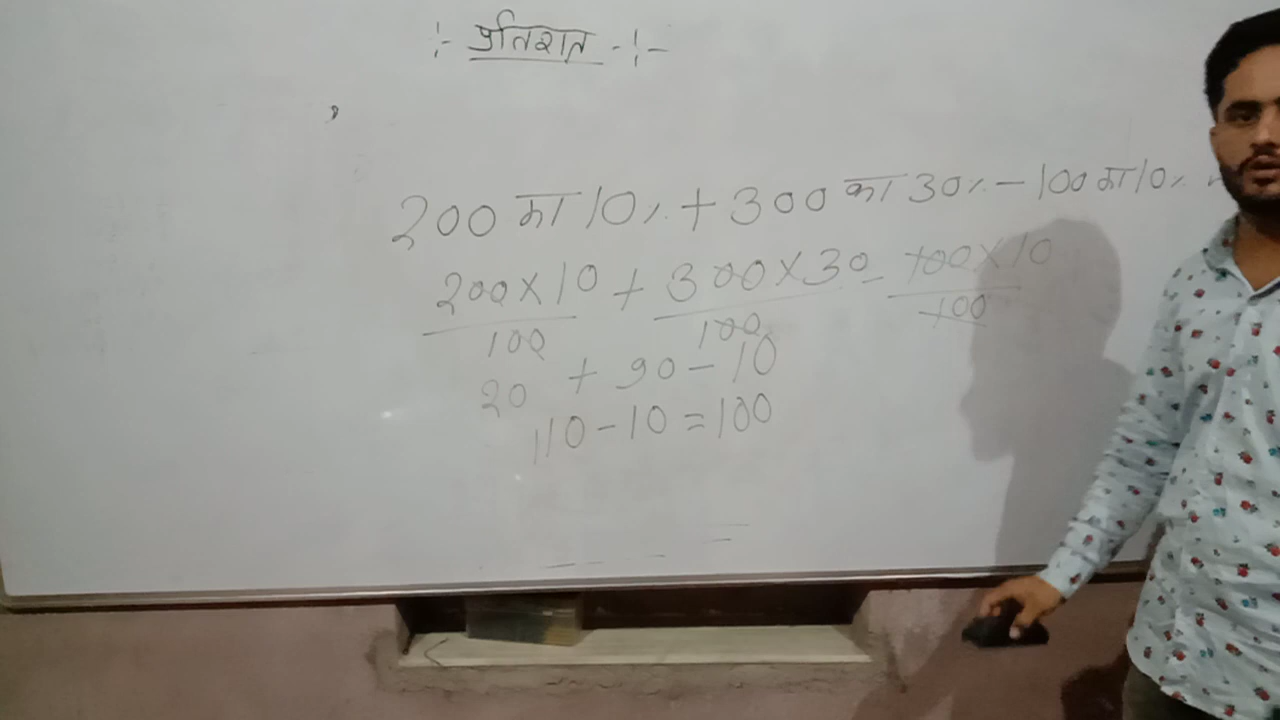 -:- प्रतिशत -:-
200 का 10% + 300 का 30% - 100 का 10%
200×10/100 + 300×30/100 - 100×10/100
20 + 90 - 10
110 - 10 = 100